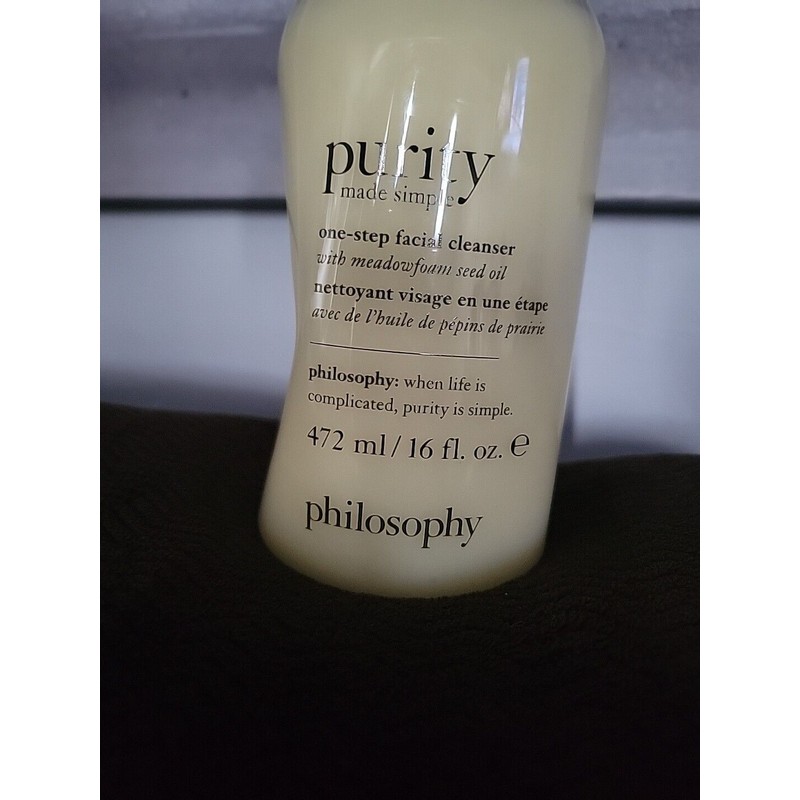 purity
made simple
one-step facial cleanser
with meadowfoam seed oil
nettoyant visage en une étape
avec de l'huile de pépins de prairie
philosophy: when life is
complicated, purity is simple.
472 ml / 16 fl. oz. ℮
philosophy